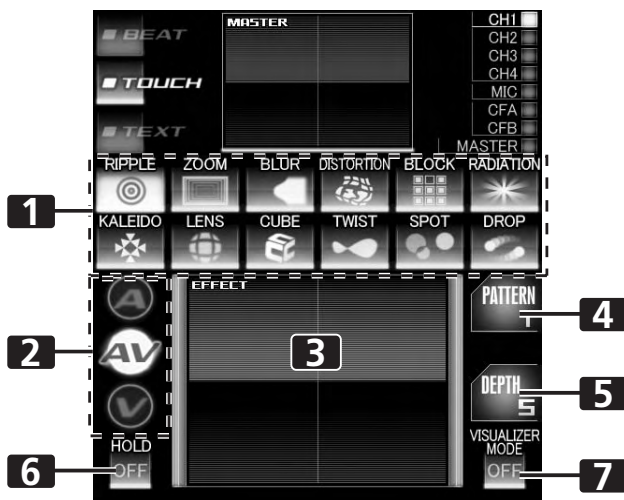 BEAT
MASTER
CH1
CH2
TOUCH
CH3
CH4
MIC
CFA
TEXT
CFB
MASTER
RIPPLE ZOOM BLUR DISTORTION BLOCK RADIATION
1
KALEIDO LENS CUBE TWIST SPOT DROP
A
EFFECT
PATTERN
1
4
2
AV
3
V
DEPTH
5
5
HOLD
OFF
6
VISUALIZER
MODE
OFF
7